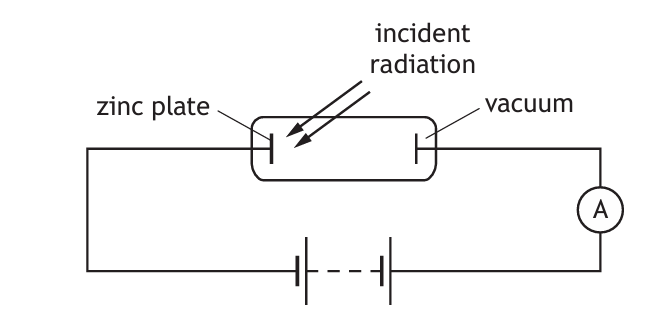 incident
radiation
zinc plate
vacuum
A